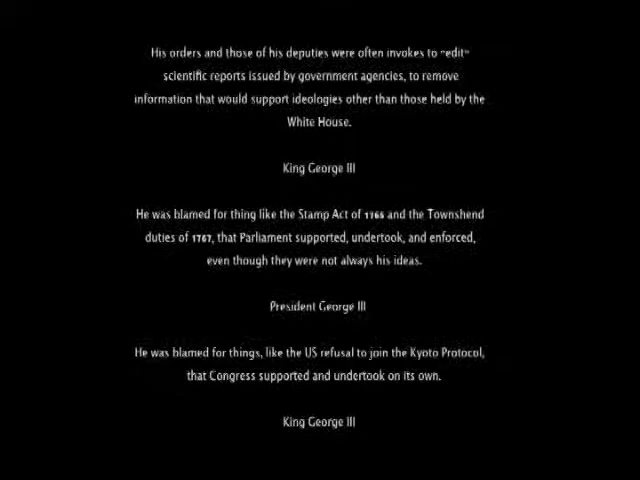 His orders and those of his deputies were often invokes to "edit"
scientific reports issued by government agencies, to remove
information that would support ideologies other than those held by the
White House.
King George III
He was blamed for thing like the Stamp Act of 1765 and the Townshend
duties of 1767, that Parliament supported, undertook, and enforced,
even though they were not always his ideas.
President George III
He was blamed for things, like the US refusal to join the Kyoto Protocol,
that Congress supported and undertook on its own.
King George III